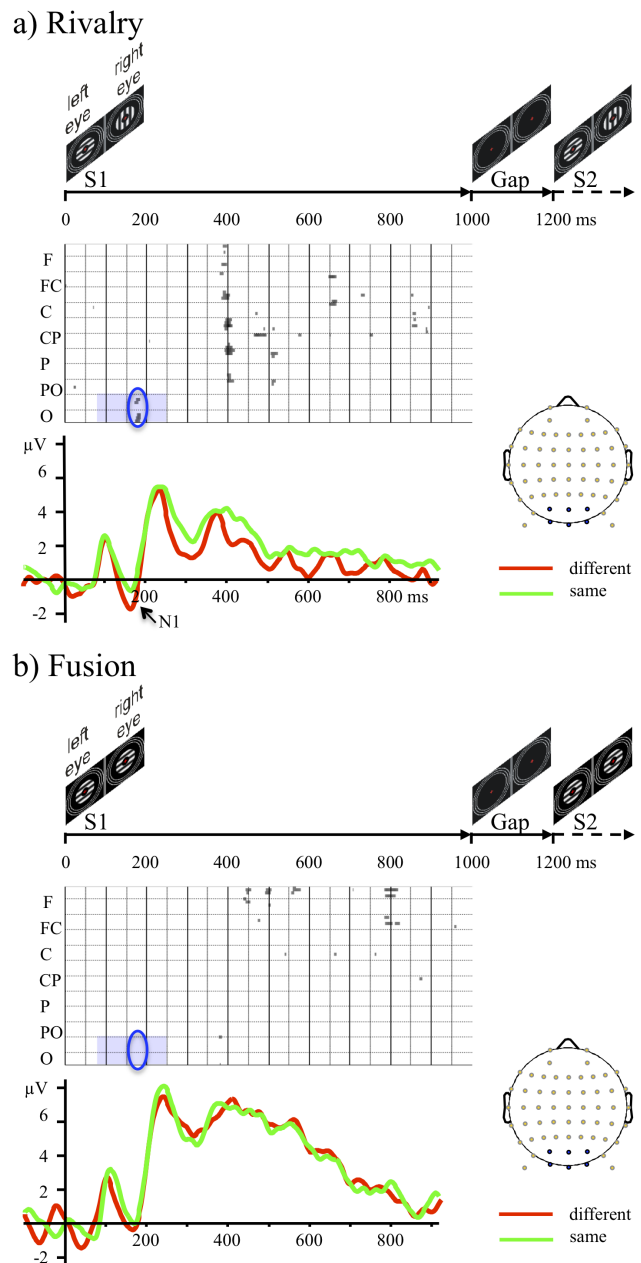 a) Rivalry
left eye
right eye
S1
Gap
S2
0 200 400 600 800 1000 1200 ms
F
FC
C
CP
P
PO
O
µV
6
4
2
-2
200 400 600 800 ms
N1
different
same
b) Fusion
left eye
right eye
S1
Gap
S2
0 200 400 600 800 1000 1200 ms
F
FC
C
CP
P
PO
O
µV
6
4
2
-2
200 400 600 800
different
same